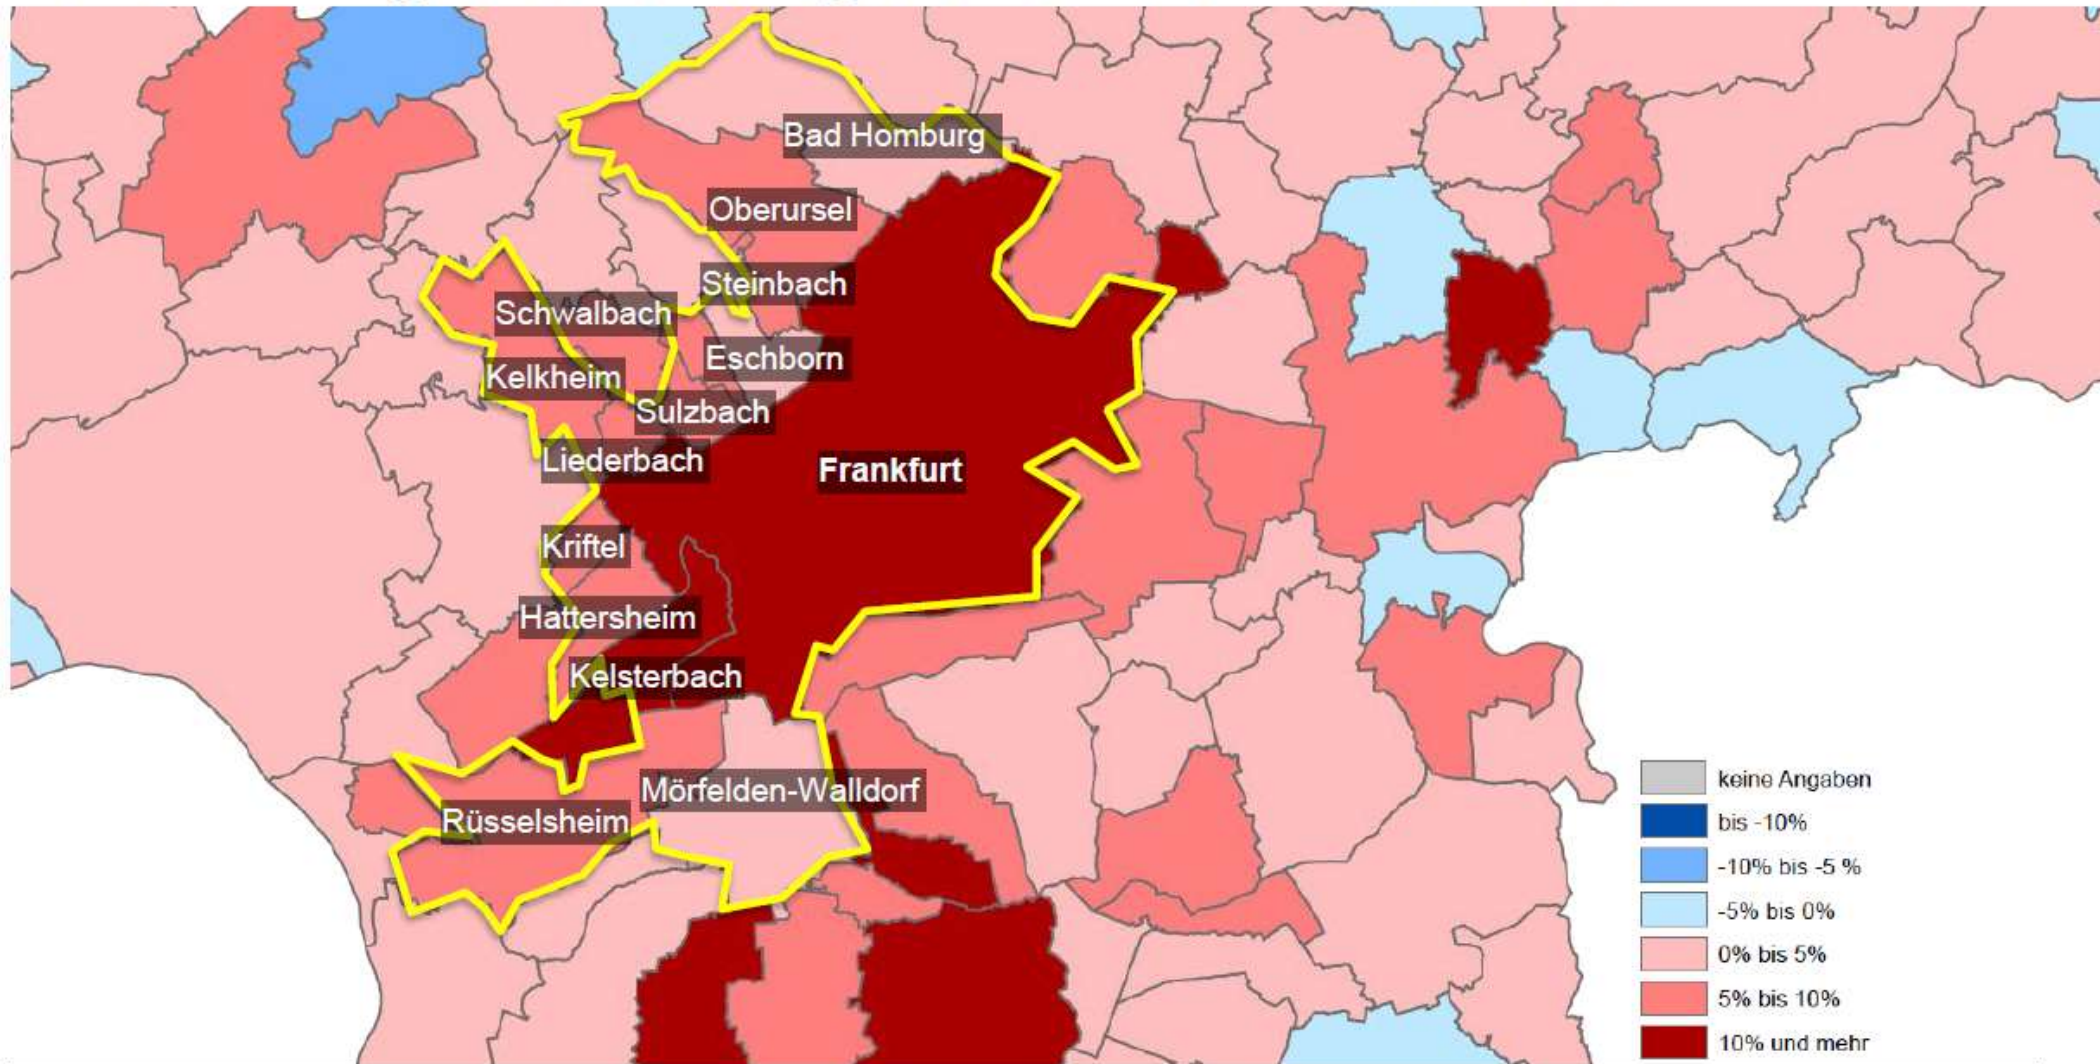 Bad Homburg
Oberursel
Steinbach
Schwalbach
Eschborn
Kelkheim
Sulzbach
Liederbach
Frankfurt
Kriftel
Hattersheim
Kelsterbach
Mörfelden-Walldorf
Rüsselsheim
keine Angaben
bis -10%
-10% bis -5 %
-5% bis 0%
0% bis 5%
5% bis 10%
10% und mehr